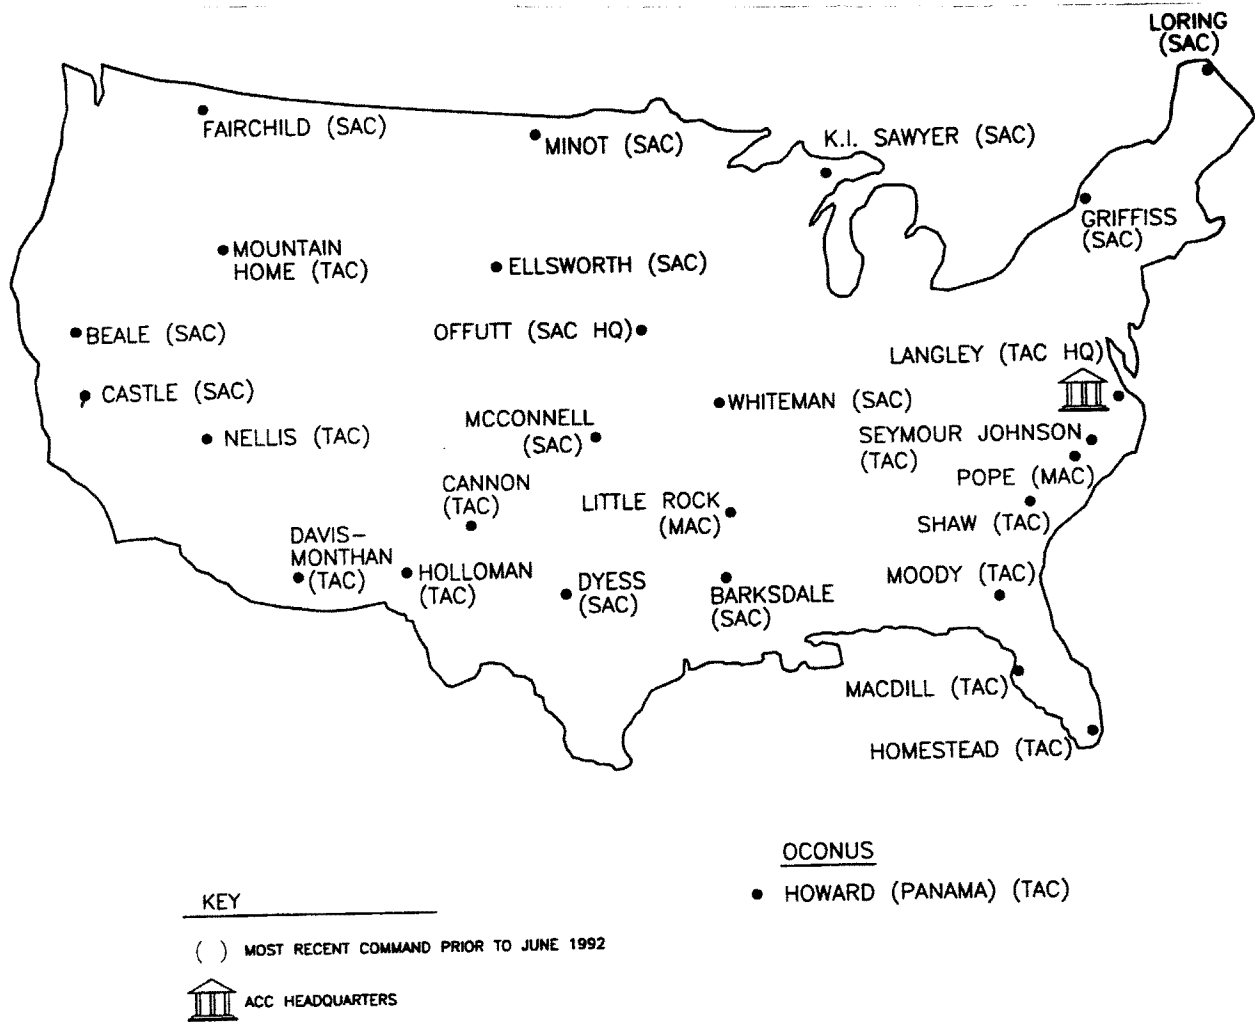 LORING
(SAC)
FAIRCHILD (SAC)
MINOT (SAC)
K.I. SAWYER (SAC)
GRIFFISS
(SAC)
MOUNTAIN
HOME (TAC)
ELLSWORTH (SAC)
BEALE (SAC)
OFFUTT (SAC HQ)
LANGLEY (TAC HQ)
CASTLE (SAC)
WHITEMAN (SAC)
MCCONNELL
(SAC)
NELLIS (TAC)
SEYMOUR JOHNSON
(TAC)
POPE (MAC)
CANNON
(TAC)
LITTLE ROCK
(MAC)
SHAW (TAC)
DAVIS-
MONTHAN
(TAC)
HOLLOMAN
(TAC)
DYESS
(SAC)
BARKSDALE
(SAC)
MOODY (TAC)
MACDILL (TAC)
HOMESTEAD (TAC)
OCONUS
HOWARD (PANAMA) (TAC)
KEY
( ) MOST RECENT COMMAND PRIOR TO JUNE 1992
ACC HEADQUARTERS